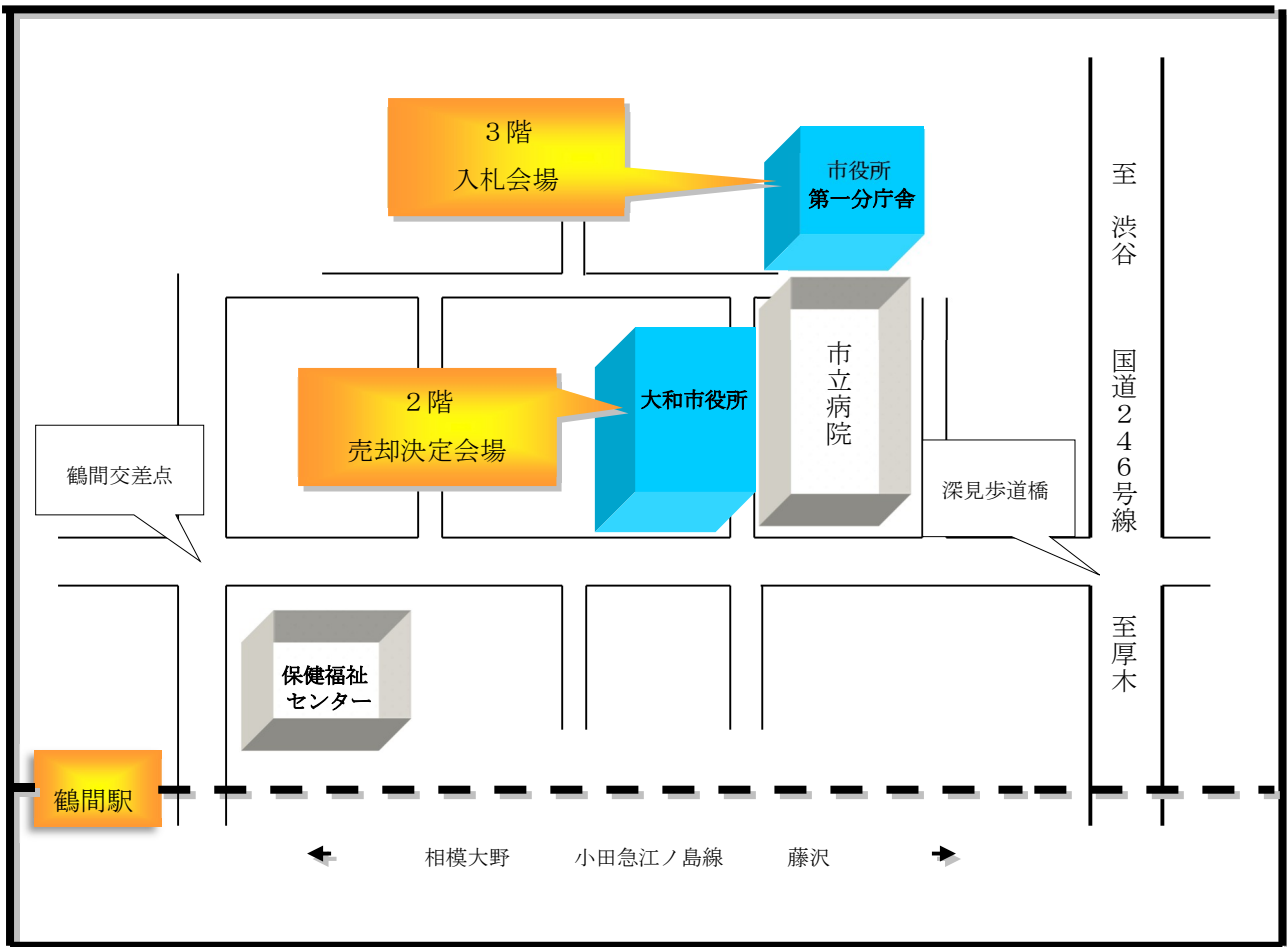 ３階
入札会場
市役所
第一分庁舎
至　渋谷
国道２４６号線
至厚木
２階
売却決定会場
大和市役所
市立病院
鶴間交差点
深見歩道橋
保健福祉
センター
鶴間駅
相模大野　小田急江ノ島線　藤沢